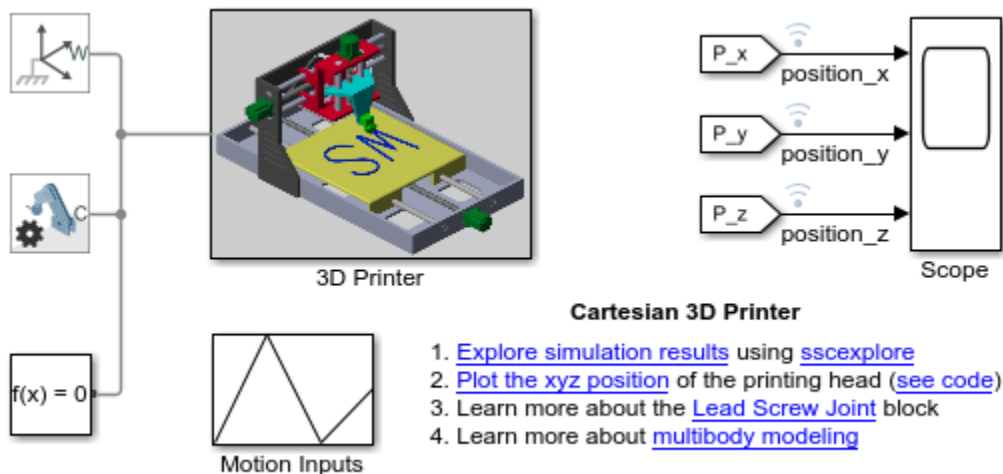 W
C
f(x) = 0
SM
3D Printer
Motion Inputs
P_x
position_x
P_y
position_y
P_z
position_z
Scope
Cartesian 3D Printer
1. Explore simulation results using sscexplore
2. Plot the xyz position of the printing head (see code)
3. Learn more about the Lead Screw Joint block
4. Learn more about multibody modeling